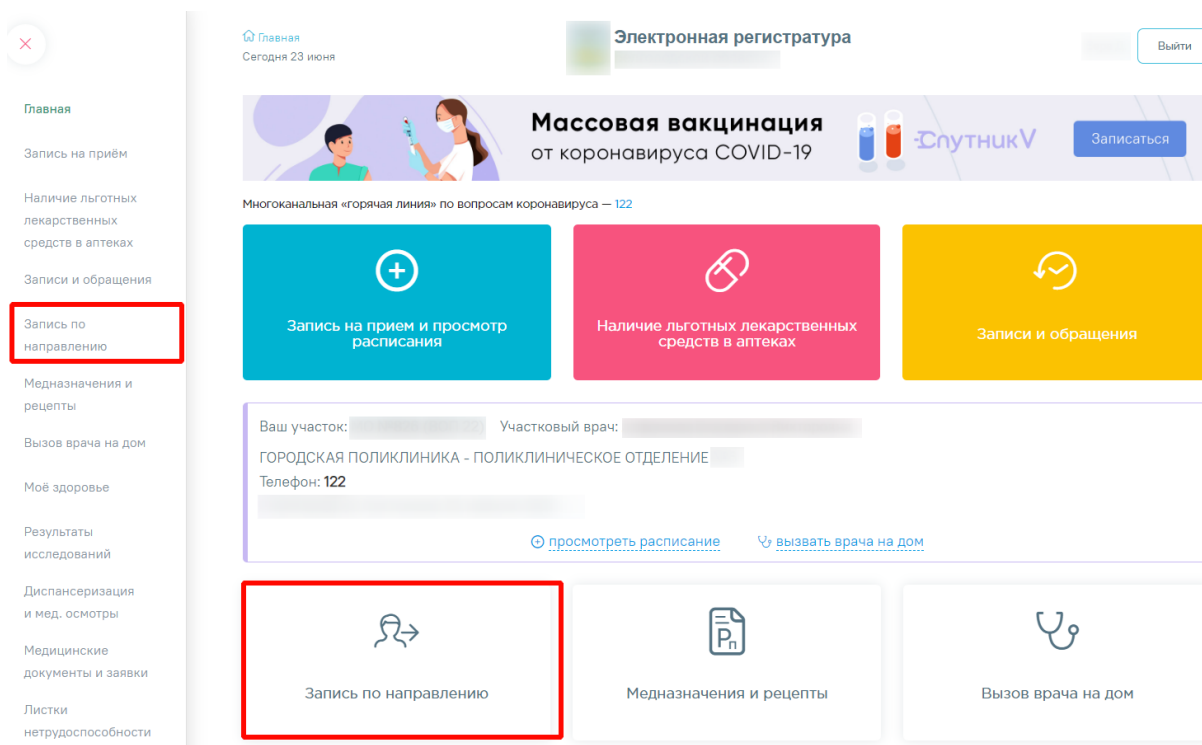 Главная
Запись на приём
Наличие льготных
лекарственных
средств в аптеках
Записи и обращения
Запись по
направлению
Медназначения и
рецепты
Вызов врача на дом
Моё здоровье
Результаты
исследований
Диспансеризация
и мед. осмотры
Медицинские
документы и заявки
Листки
нетрудоспособности
Главная
Сегодня 23 июня
Электронная регистратура
Выйти
Массовая вакцинация
от коронавируса COVID-19
СпутникV
Записаться
Многоканальная «горячая линия» по вопросам коронавируса — 122
Запись на прием и просмотр
расписания
Наличие льготных лекарственных
средств в аптеках
Записи и обращения
Ваш участок: Участковый врач:
ГОРОДСКАЯ ПОЛИКЛИНИКА - ПОЛИКЛИНИЧЕСКОЕ ОТДЕЛЕНИЕ
Телефон: 122
просмотреть расписание вызвать врача на дом
Запись по направлению
Рп
Медназначения и рецепты
Вызов врача на дом